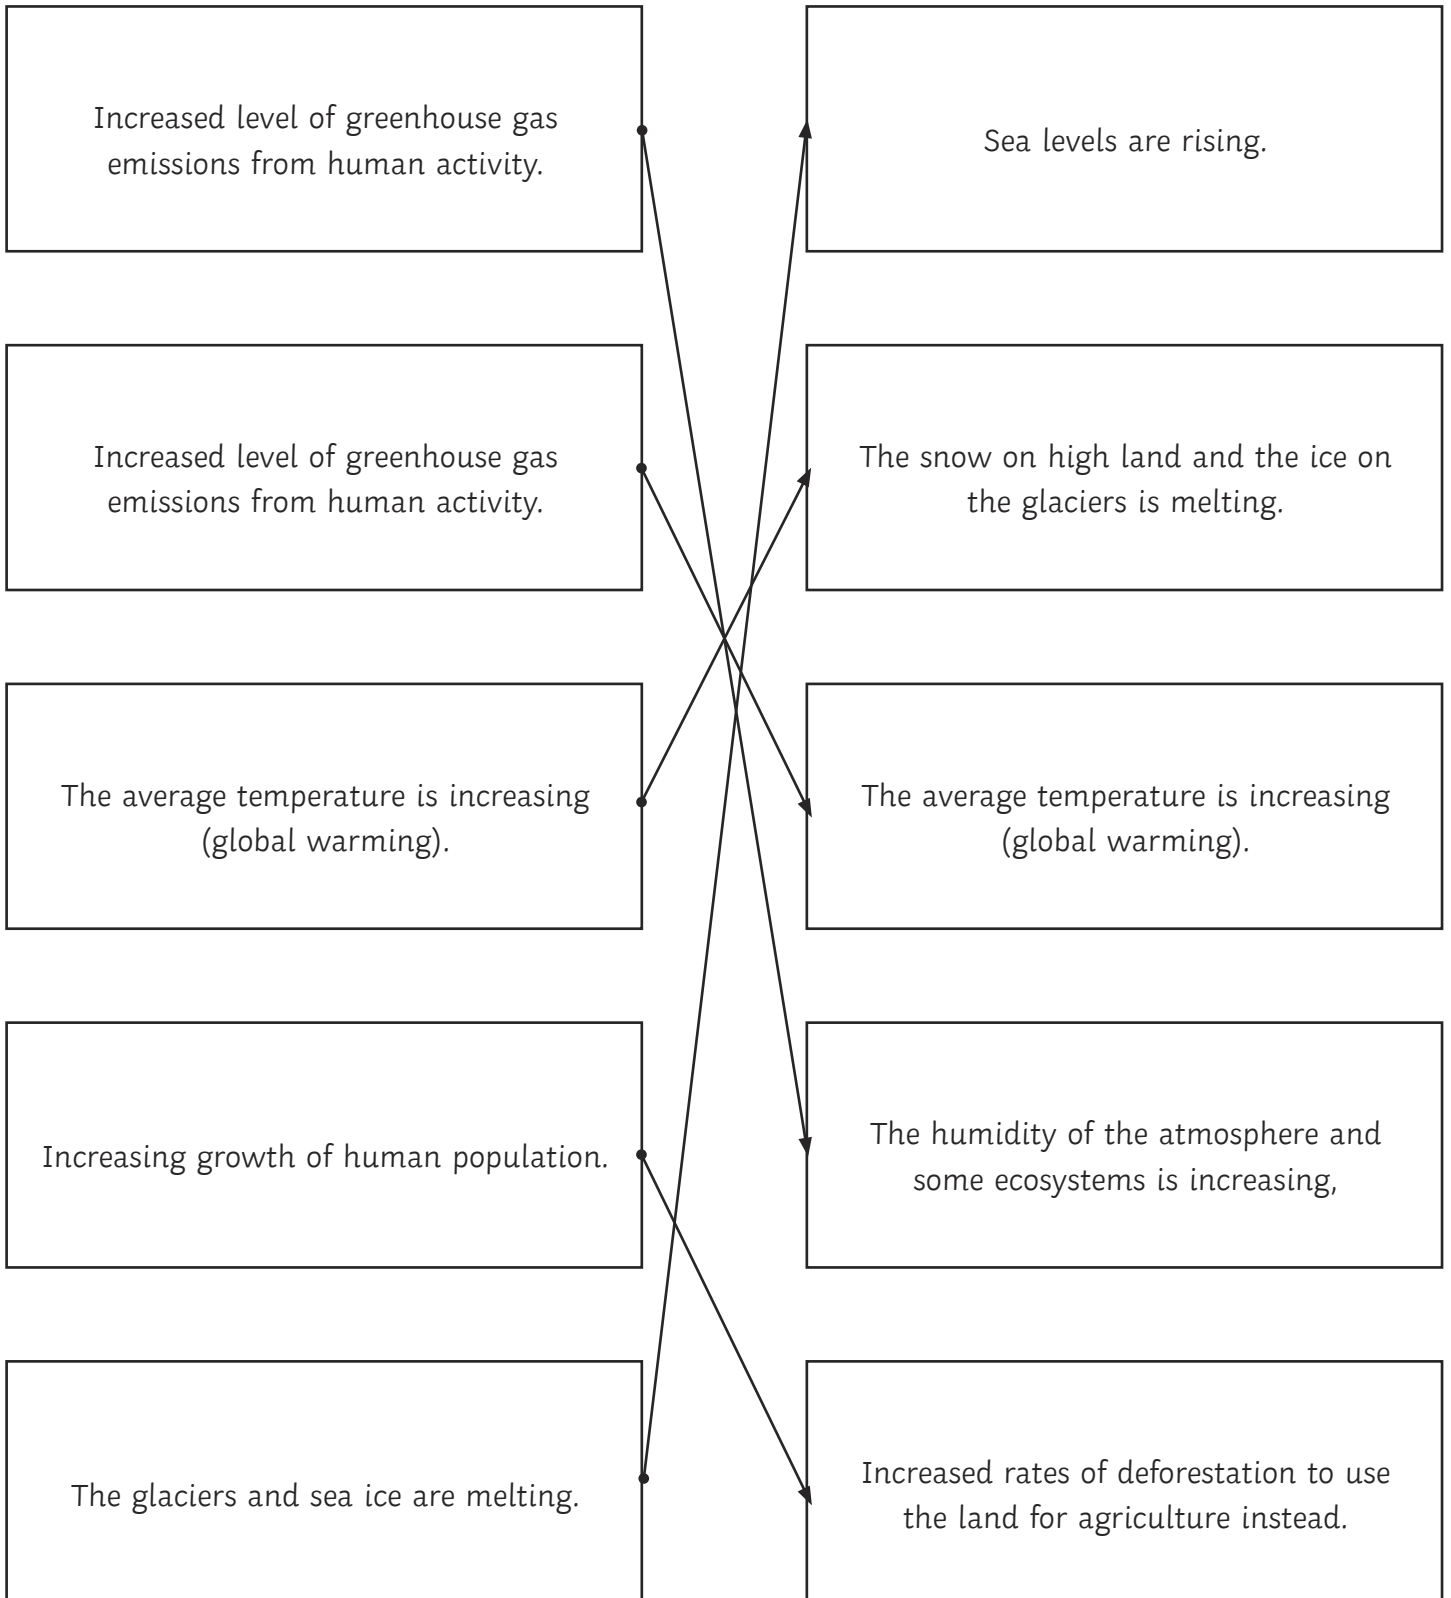 Increased level of greenhouse gas
emissions from human activity.
Sea levels are rising.
Increased level of greenhouse gas
emissions from human activity.
The snow on high land and the ice on
the glaciers is melting.
The average temperature is increasing
(global warming).
The average temperature is increasing
(global warming).
Increasing growth of human population.
The humidity of the atmosphere and
some ecosystems is increasing,
The glaciers and sea ice are melting.
Increased rates of deforestation to use
the land for agriculture instead.